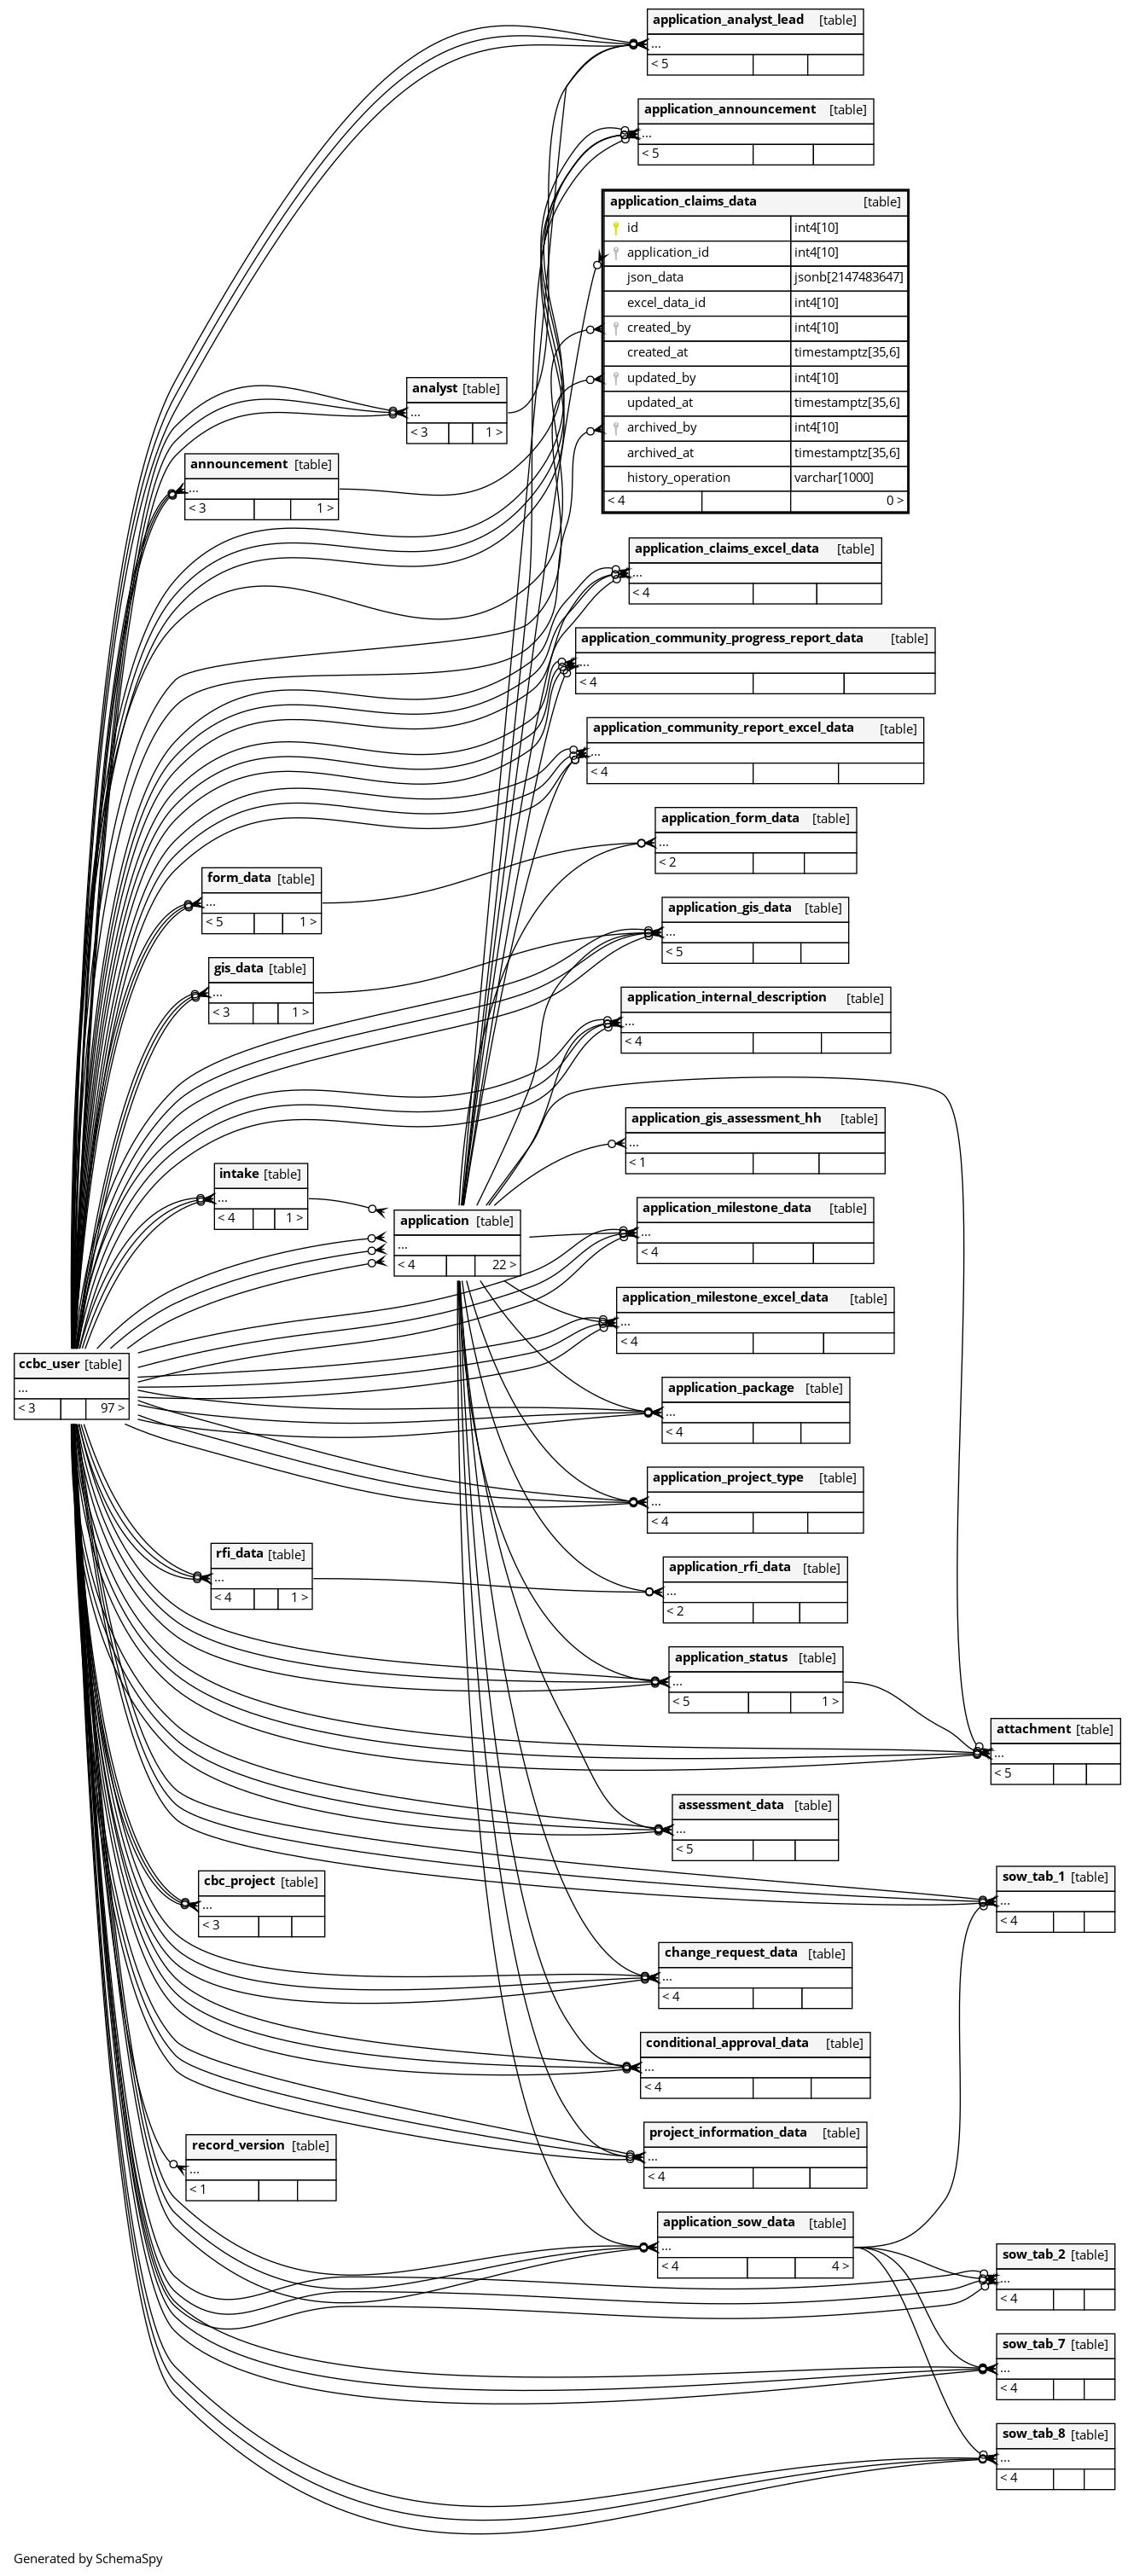 application_analyst_lead [table]
...
< 5
application_announcement [table]
...
< 5
application_claims_data [table]
id int4[10]
application_id int4[10]
json_data jsonb[2147483647]
excel_data_id int4[10]
created_by int4[10]
created_at timestamptz[35,6]
updated_by int4[10]
updated_at timestamptz[35,6]
archived_by int4[10]
archived_at timestamptz[35,6]
history_operation varchar[1000]
< 4 0 >
analyst [table]
...
< 3 1 >
announcement [table]
...
< 3 1 >
application_claims_excel_data [table]
...
< 4
application_community_progress_report_data [table]
...
< 4
application_community_report_excel_data [table]
...
< 4
application_form_data [table]
...
< 2
form_data [table]
...
< 5 1 >
application_gis_data [table]
...
< 5
gis_data [table]
...
< 3 1 >
application_internal_description [table]
...
< 4
application_gis_assessment_hh [table]
...
< 1
intake [table]
...
< 4 1 >
application [table]
...
< 4 22 >
application_milestone_data [table]
...
< 4
application_milestone_excel_data [table]
...
< 4
ccbc_user [table]
...
< 3 97 >
application_package [table]
...
< 4
application_project_type [table]
...
< 4
rfi_data [table]
...
< 4 1 >
application_rfi_data [table]
...
< 2
application_status [table]
...
< 5 1 >
attachment [table]
...
< 5
assessment_data [table]
...
< 5
cbc_project [table]
...
< 3
sow_tab_1 [table]
...
< 4
change_request_data [table]
...
< 4
conditional_approval_data [table]
...
< 4
project_information_data [table]
...
< 4
record_version [table]
...
< 1
application_sow_data [table]
...
< 4 4 >
sow_tab_2 [table]
...
< 4
sow_tab_7 [table]
...
< 4
sow_tab_8 [table]
...
< 4
Generated by SchemaSpy